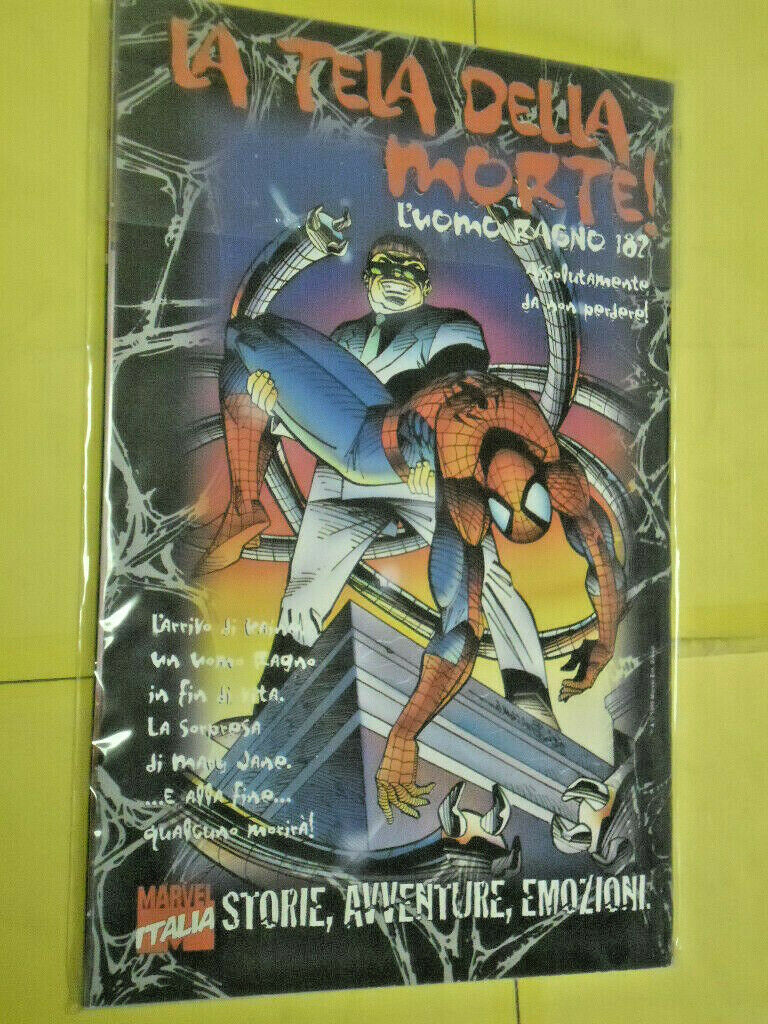 LA TELA DELLA
MORTE!
L'UOMO RAGNO 182
Assolutamente
da non perdere!
L'Arrivo di
un uomo Ragno
in fin di vita.
La sorpresa
di Mary Jane.
...E alla fine...
qualcuno morirà!
MARVEL
ITALIA
STORIE, AVVENTURE, EMOZIONI.